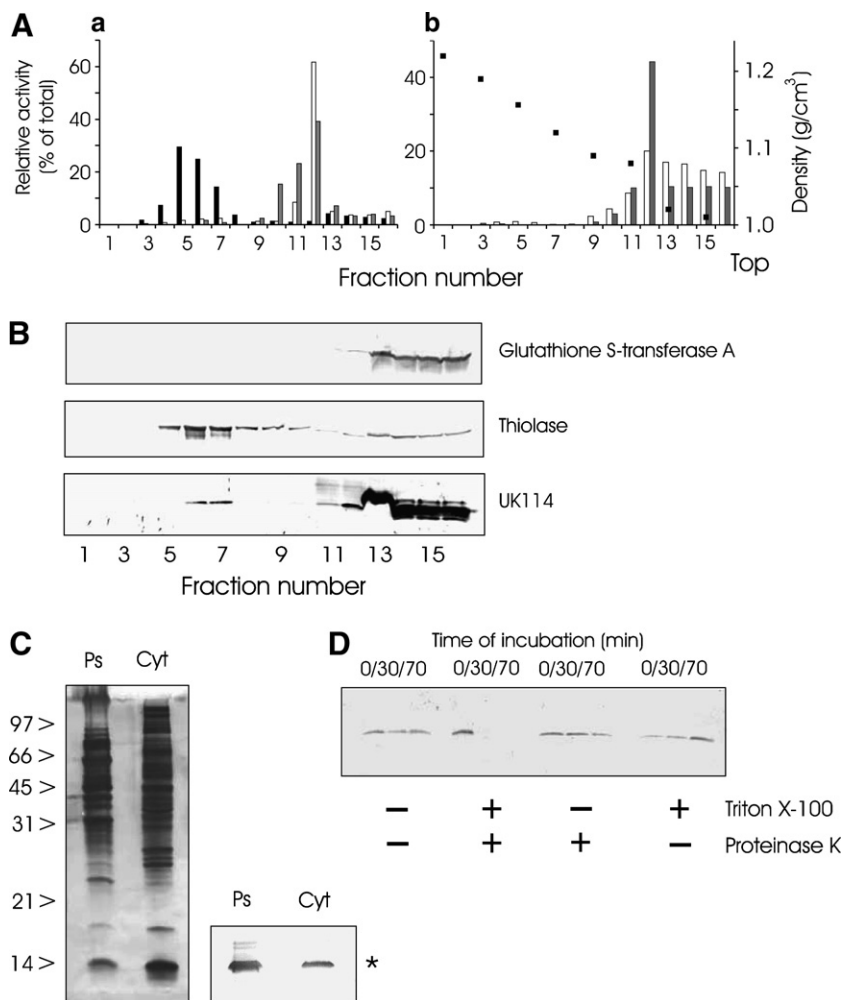 A
a
b
Relative activity
(% of total)
60
40
20
0
1 3 5 7 9 11 13 15
40
20
0
1 3 5 7 9 11 13 15
1.2
1.1
1.0
Density (g/cm3)
Top
Fraction number
B
Glutathione S-transferase A
Thiolase
UK114
1 3 5 7 9 11 13 15
Fraction number
C
Ps Cyt
97 >
66 >
45 >
31 >
21 >
14 >
Ps Cyt
*
D
Time of incubation (min)
0/30/70 0/30/70 0/30/70 0/30/70
− + − + Triton X-100
− + + − Proteinase K